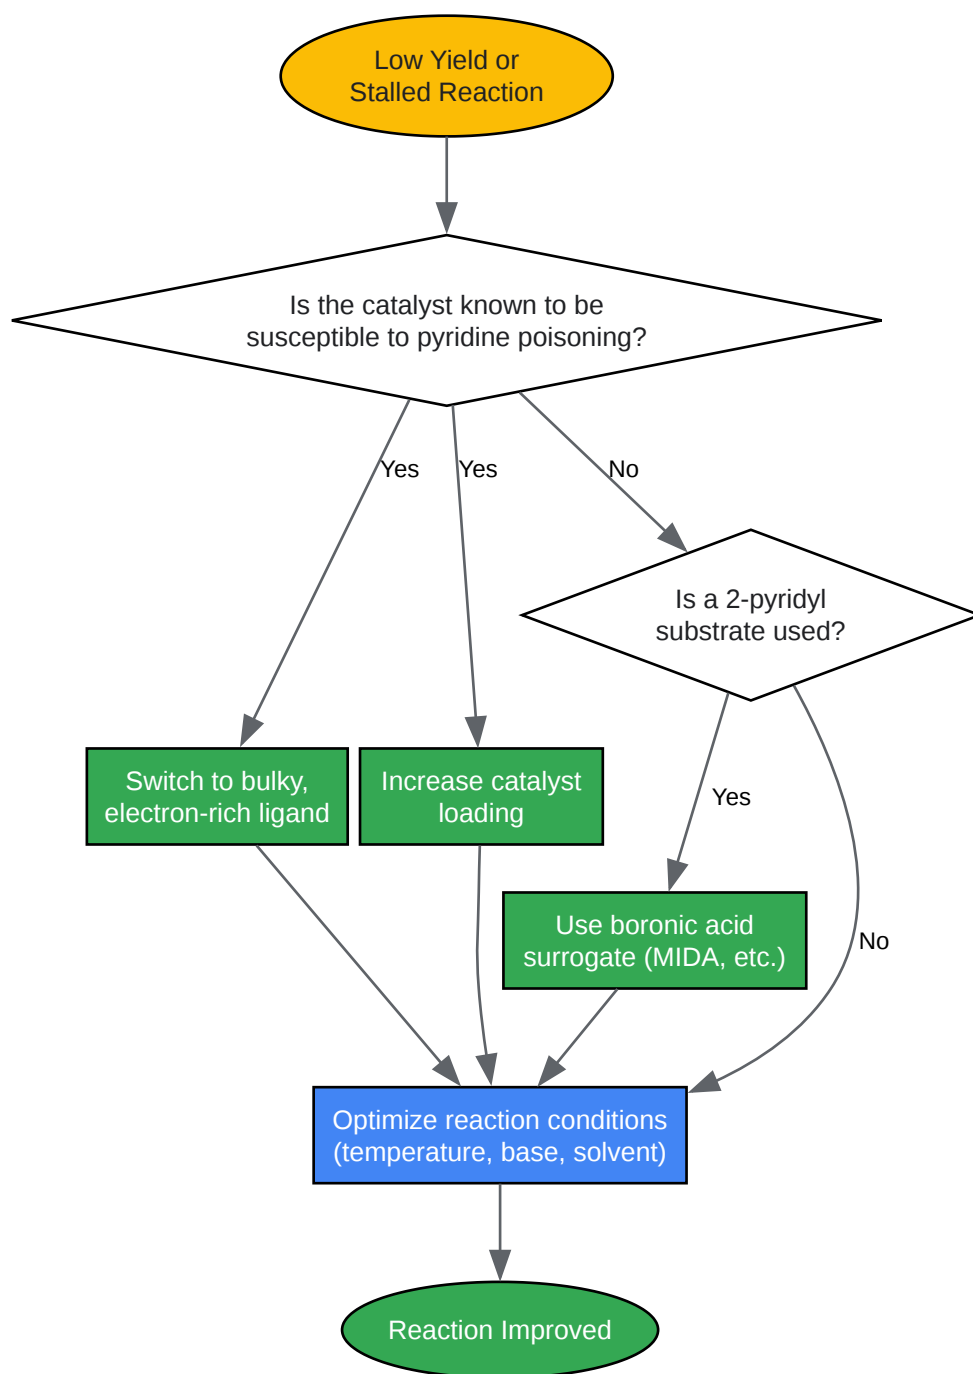 Low Yield or
Stalled Reaction
Is the catalyst known to be
susceptible to pyridine poisoning?
Yes
Yes
No
Is a 2-pyridyl
substrate used?
Switch to bulky,
electron-rich ligand
Increase catalyst
loading
Yes
Use boronic acid
surrogate (MIDA, etc.)
No
Optimize reaction conditions
(temperature, base, solvent)
Reaction Improved